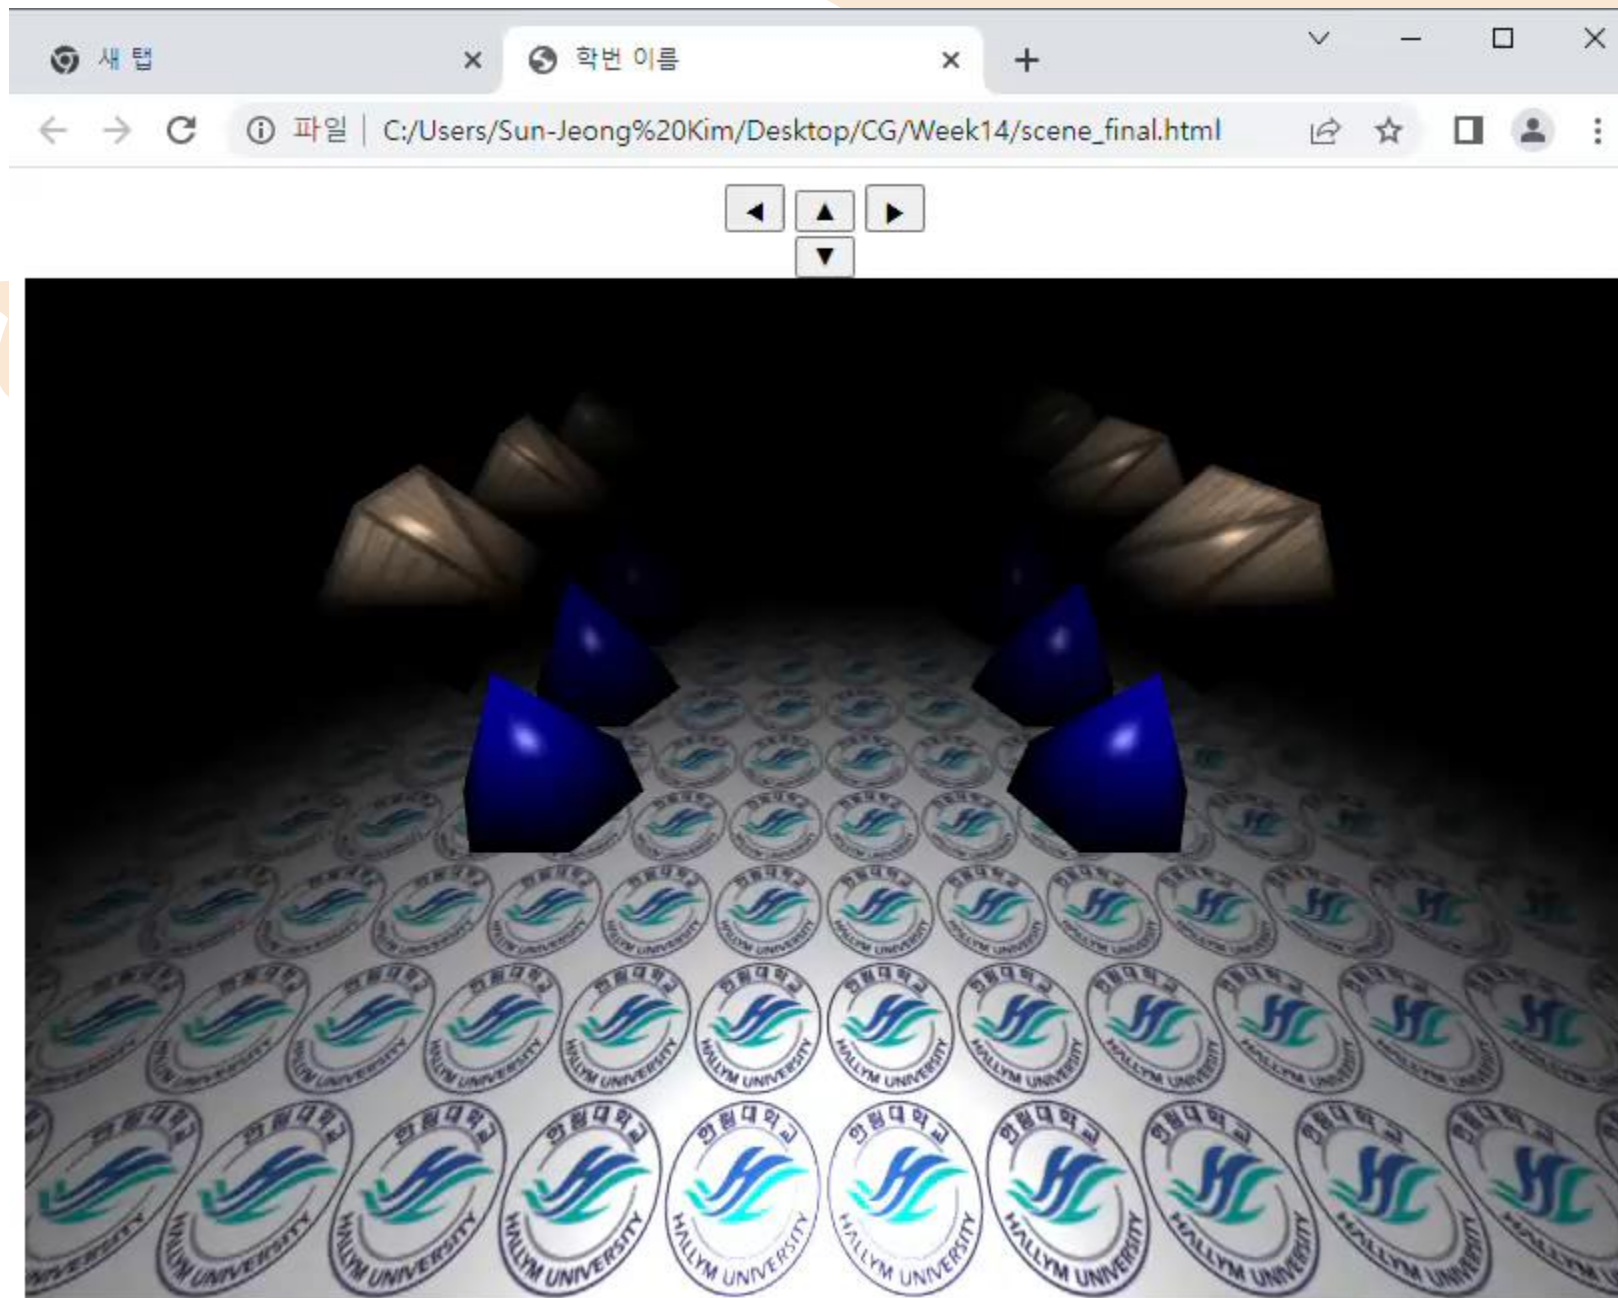 새 탭
학번 이름
파일 | C:/Users/Sun-Jeong%20Kim/Desktop/CG/Week14/scene_final.html
◀ ▲ ▶
▼
한림대학교
HALLYM UNIVERSITY